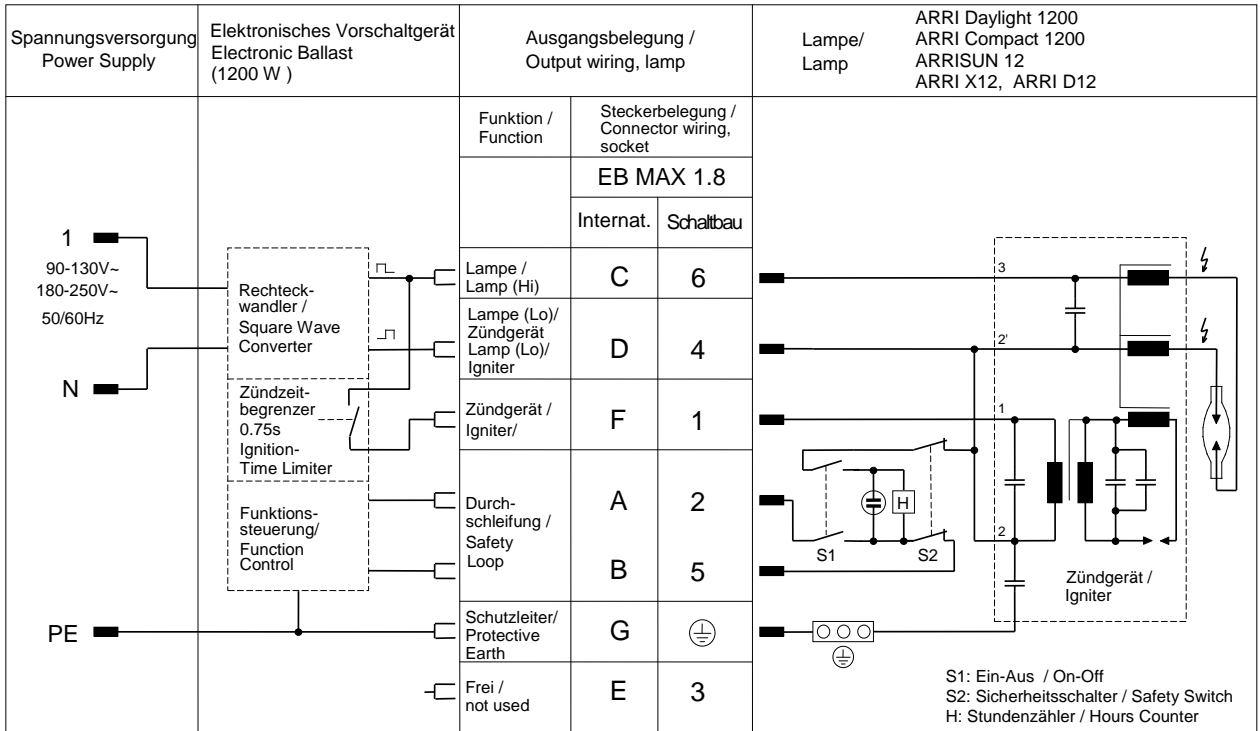 Spannungsversorgung
Power Supply
Elektronisches Vorschaltgerät
Electronic Ballast
(1200 W )
Ausgangsbelegung /
Output wiring, lamp
Lampe/
Lamp
ARRI Daylight 1200
ARRI Compact 1200
ARRISUN 12
ARRI X12, ARRI D12
Funktion /
Function
Steckerbelegung /
Connector wiring,
socket
EB MAX 1.8
Internat.
Schaltbau
1
90-130V~
180-250V~
50/60Hz
N
PE
Rechteck-
wandler /
Square Wave
Converter
Zündzeit-
begrenzer
0.75s
Ignition-
Time Limiter
Funktions-
steuerung/
Function
Control
Lampe /
Lamp (Hi)
C
6
Lampe (Lo)/
Zündgerät
Lamp (Lo)/
Igniter
D
4
Zündgerät /
Igniter/
F
1
Durch-
schleifung /
Safety
Loop
A
2
B
5
Schutzleiter/
Protective
Earth
G
Frei /
not used
E
3
3
2'
1
2
H
S1
S2
Zündgerät /
Igniter
S1: Ein-Aus / On-Off
S2: Sicherheitsschalter / Safety Switch
H: Stundenzähler / Hours Counter